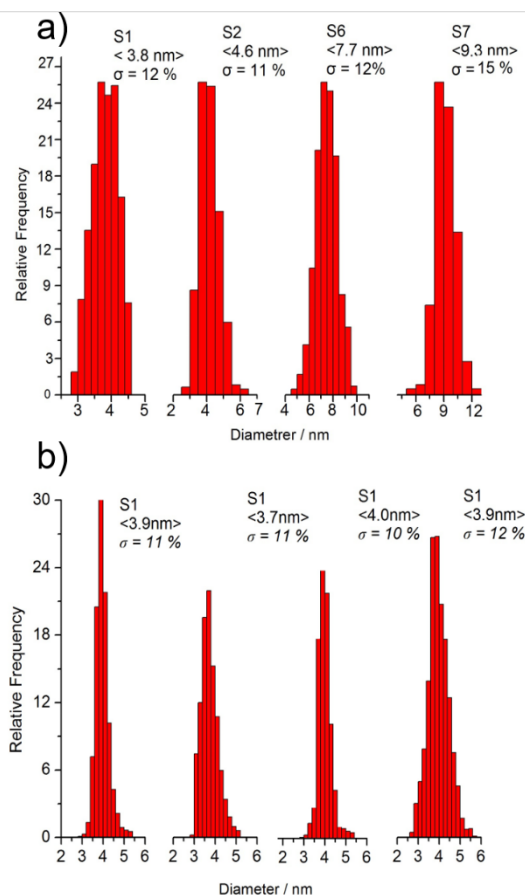 a)
S1
< 3.8 nm>
σ = 12 %
S2
<4.6 nm>
σ = 11 %
S6
<7.7 nm>
σ = 12%
S7
<9.3 nm>
σ = 15 %
Relative Frequency
27
24
21
18
15
12
9
6
3
0
3 4 5
2 4 6 7
4 6 8 10
6 9 12
Diametrer / nm
b)
S1
<3.9nm>
σ = 11 %
S1
<3.7nm>
σ = 11 %
S1
<4.0nm>
σ = 10 %
S1
<3.9nm>
σ = 12 %
Relative Frequency
30
24
18
12
6
0
2 3 4 5 6
2 3 4 5 6
2 3 4 5 6
2 3 4 5 6
Diameter / nm